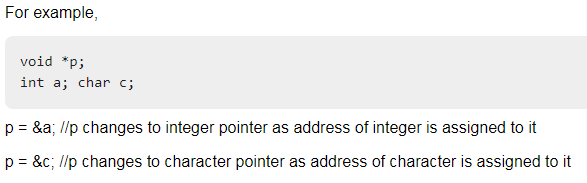 For example,
void *p;
int a; char c;
p = &a; //p changes to integer pointer as address of integer is assigned to it
p = &c; //p changes to character pointer as address of character is assigned to it